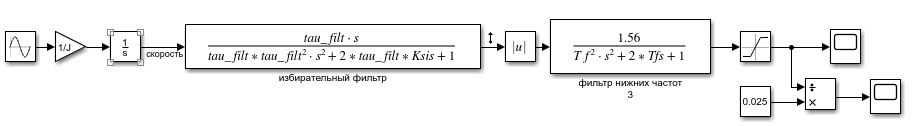 1/J
1
s
скорость
tau_filt · s
tau_filt * tau_filt² · s² + 2 * tau_filt * Ksis + 1
избирательный фильтр
|u|
1.56
Tf² · s² + 2 * Tfs + 1
фильтр нижних частот
3
0.025
÷
×